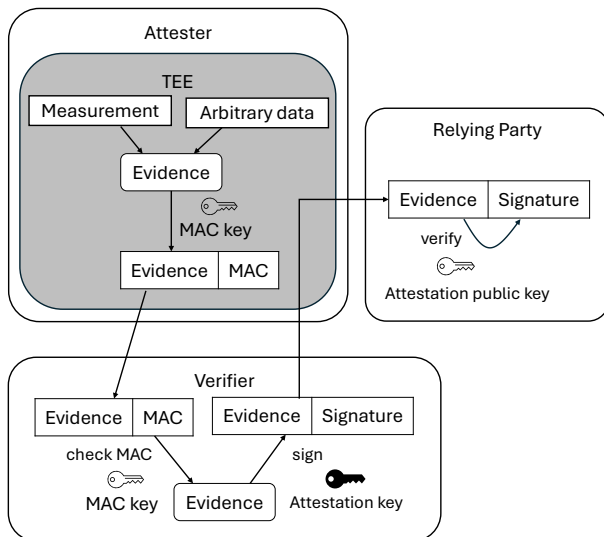 Attester
TEE
Measurement
Arbitrary data
Evidence
MAC key
Evidence
MAC
Relying Party
Evidence
Signature
verify
Attestation public key
Verifier
Evidence
MAC
Evidence
Signature
check MAC
sign
MAC key
Evidence
Attestation key